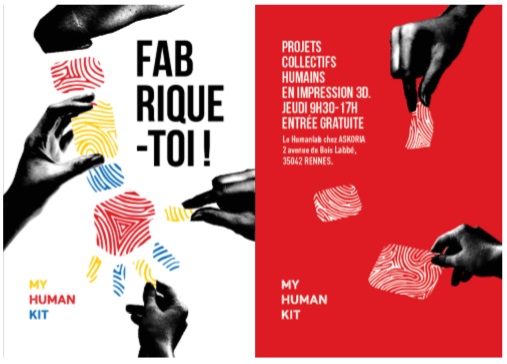 FAB
RIQUE
-TOI !
MY
HUMAN
KIT
PROJETS
COLLECTIFS
HUMAINS
EN IMPRESSION 3D.
JEUDI 9H30-17H
ENTRÉE GRATUITE
Le Humanlab chez ASKORIA
2 avenue de Bois Labbé,
35042 RENNES.
MY
HUMAN
KIT